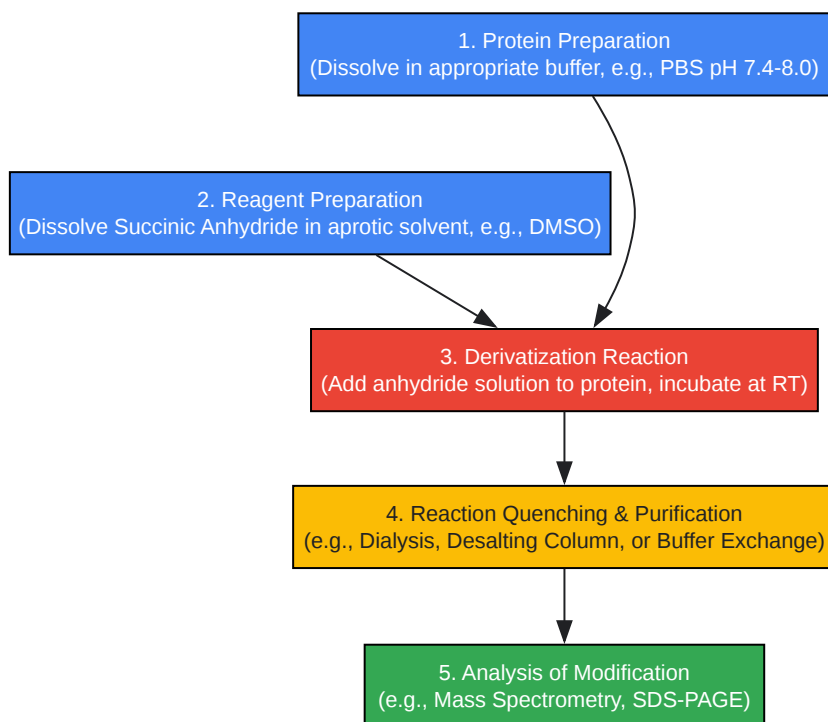 1. Protein Preparation
(Dissolve in appropriate buffer, e.g., PBS pH 7.4-8.0)
2. Reagent Preparation
(Dissolve Succinic Anhydride in aprotic solvent, e.g., DMSO)
3. Derivatization Reaction
(Add anhydride solution to protein, incubate at RT)
4. Reaction Quenching & Purification
(e.g., Dialysis, Desalting Column, or Buffer Exchange)
5. Analysis of Modification
(e.g., Mass Spectrometry, SDS-PAGE)